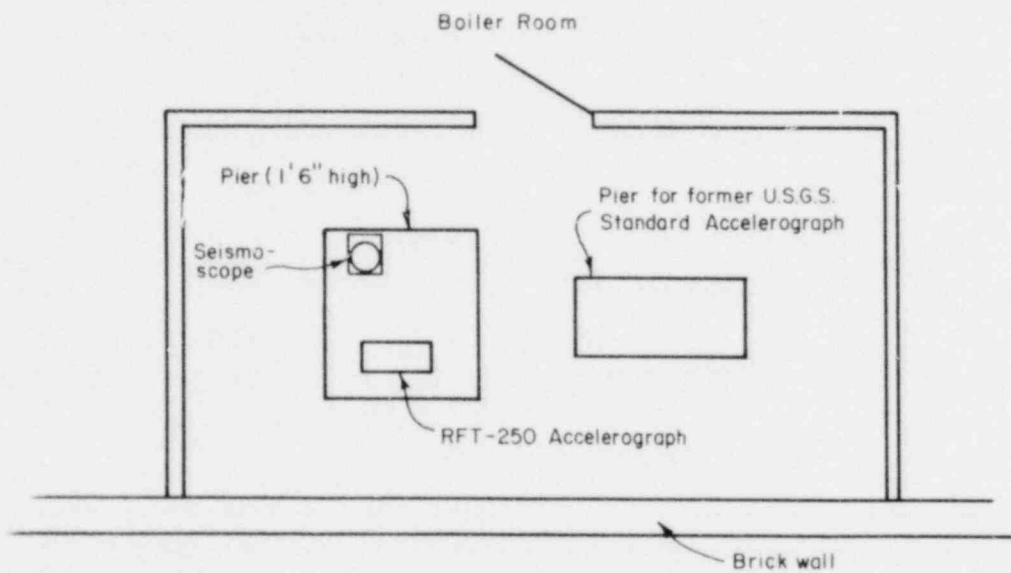 Boiler Room
Pier (1' 6" high)
Pier for former U.S.G.S.
Standard Accelerograph
Seismo-
scope
RFT-250 Accelerograph
Brick wall